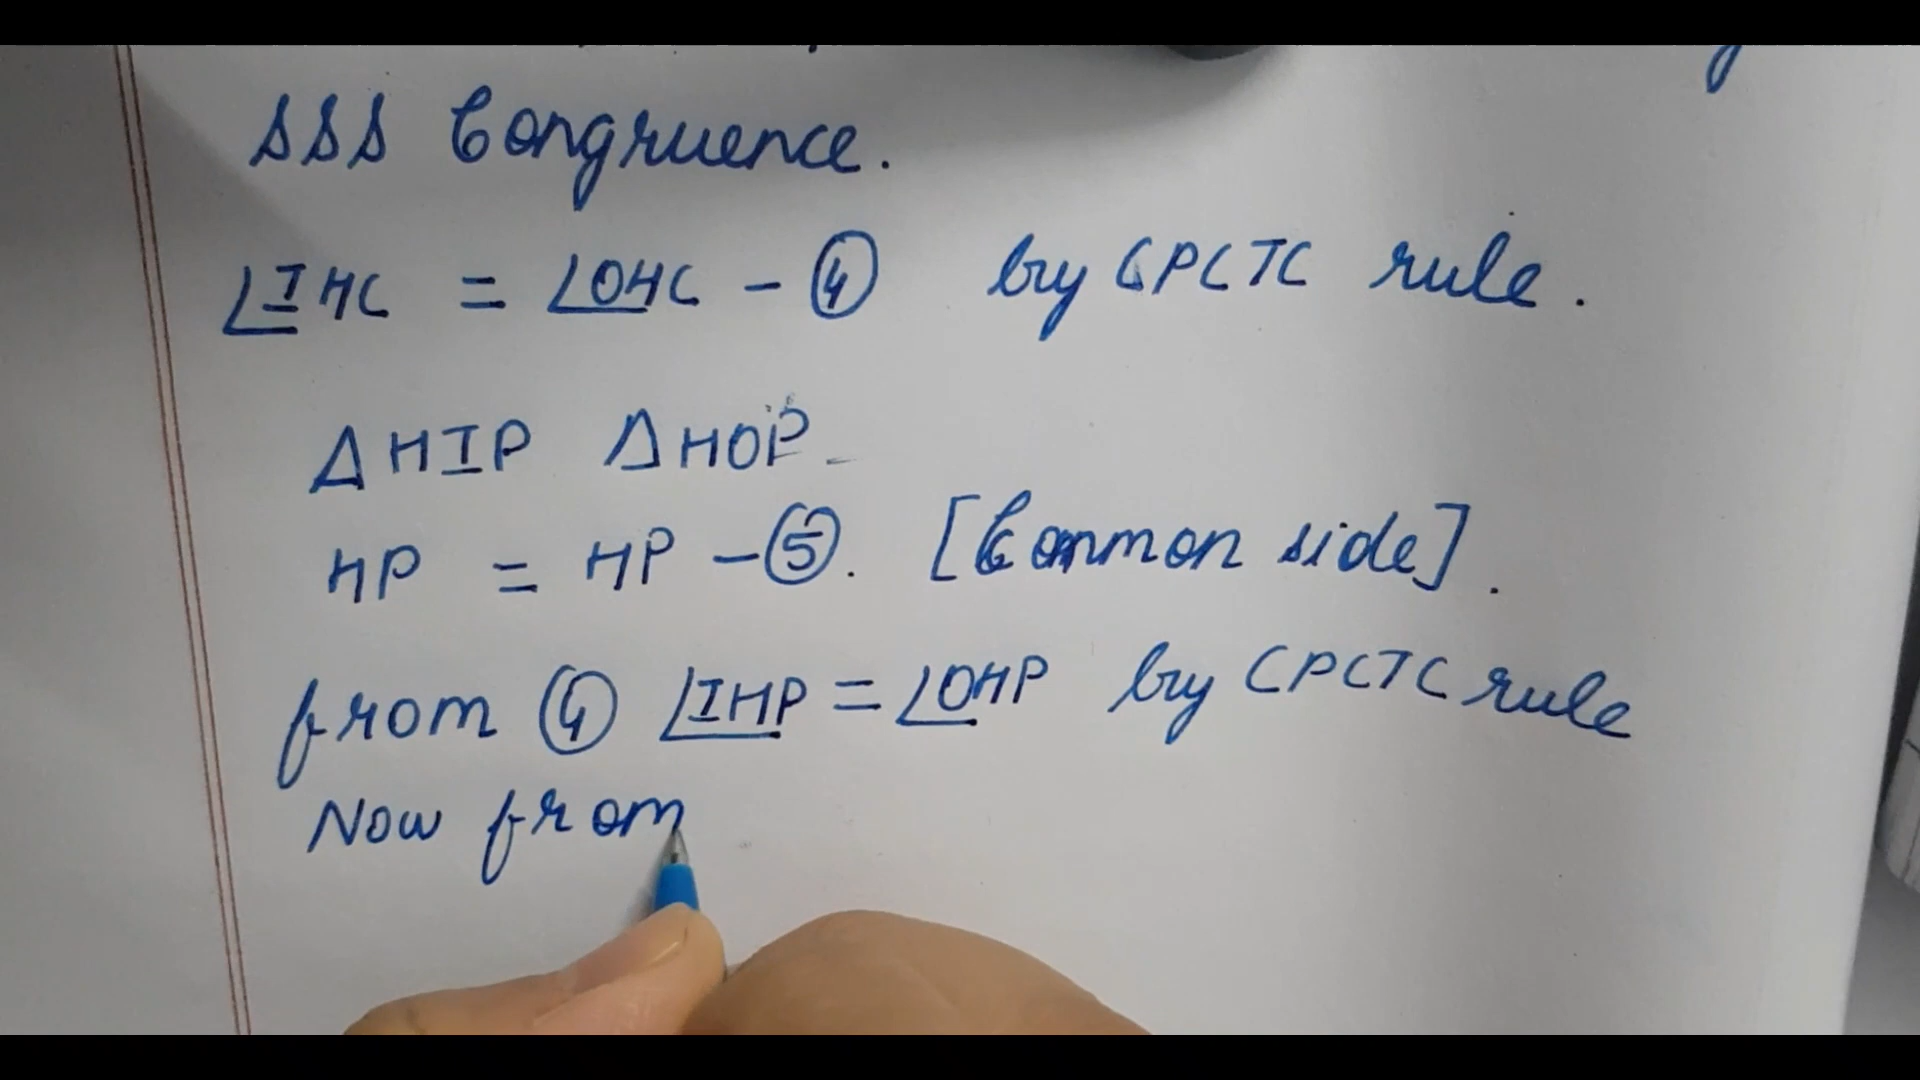 SSS Congruence.
∠IHC = ∠OHC - ④ by CPCTC rule.
ΔHIP ΔHOP
HP = HP - ⑤. [Common side].
from ④ ∠IHP = ∠OHP by CPCTC rule
Now from